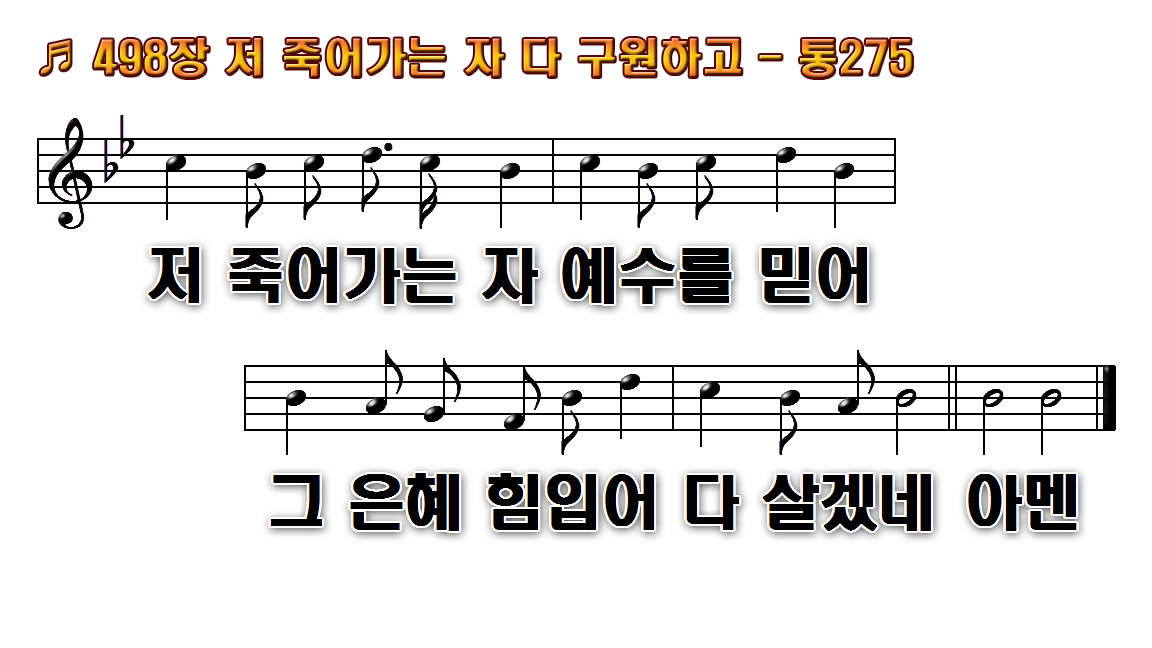 498장 저 죽어가는 자 다 구원하고 - 통275
저 죽어가는 자 예수를 믿어
그 은혜 힘입어 다 살겠네 아멘